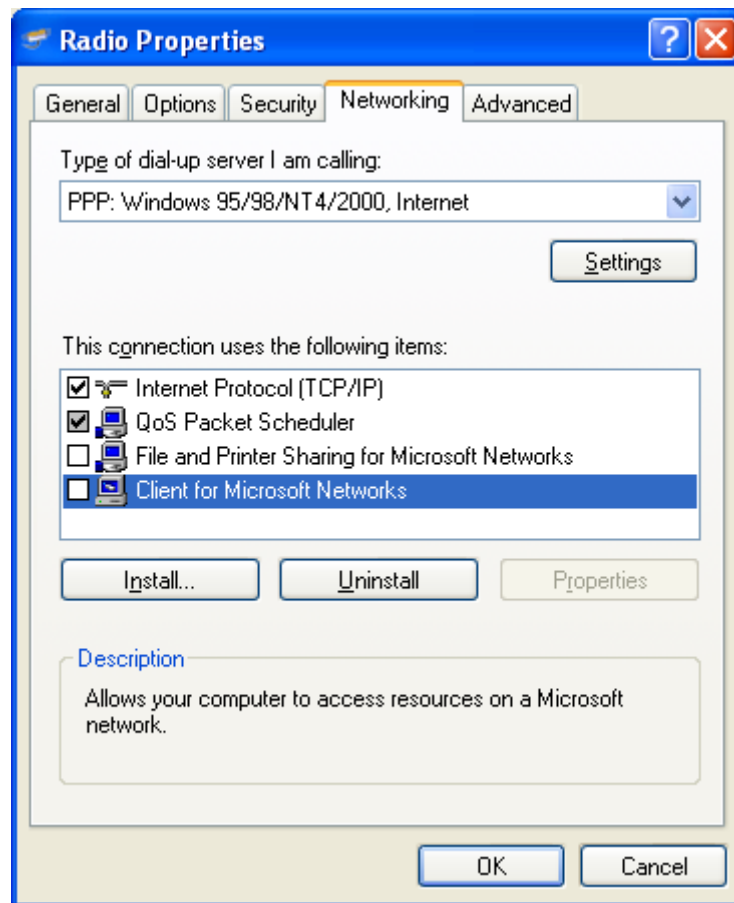 Radio Properties
General Options Security Networking Advanced
Type of dial-up server I am calling:
PPP: Windows 95/98/NT4/2000, Internet
Settings
This connection uses the following items:
Internet Protocol (TCP/IP)
QoS Packet Scheduler
File and Printer Sharing for Microsoft Networks
Client for Microsoft Networks
Install... Uninstall Properties
Description
Allows your computer to access resources on a Microsoft
network.
OK Cancel